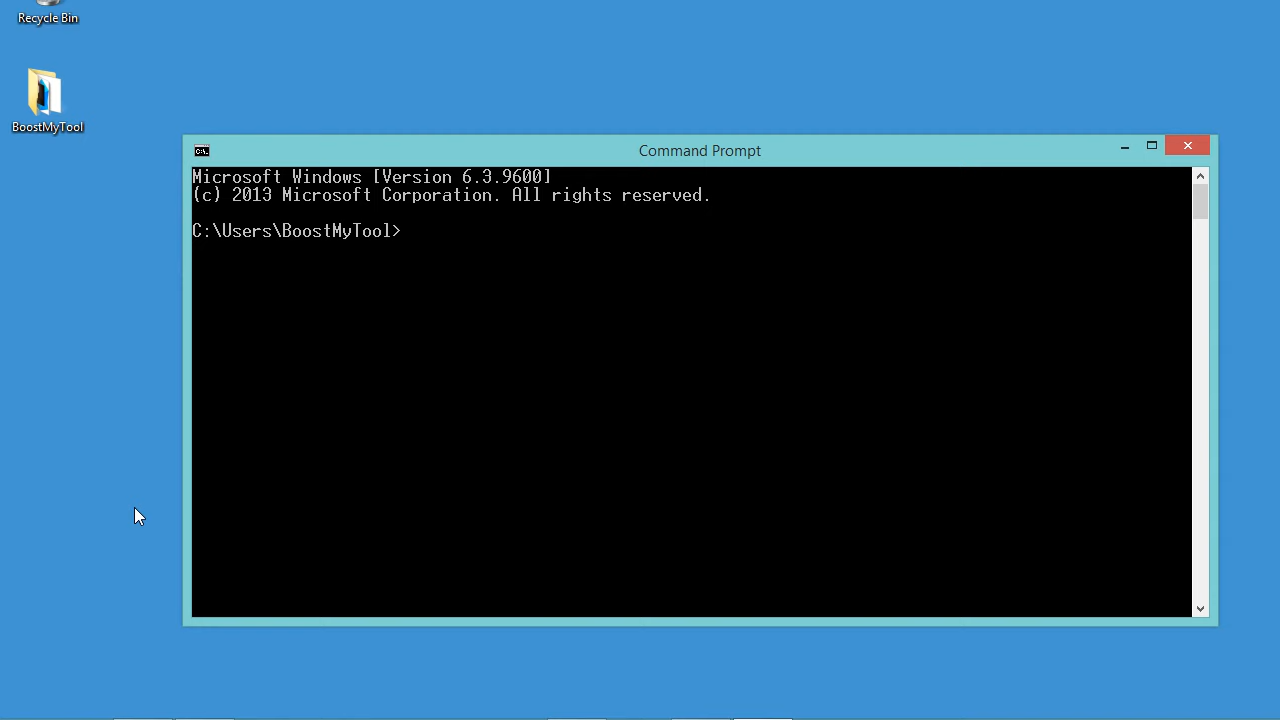 Recycle Bin
BoostMyTool
Command Prompt
Microsoft Windows [Version 6.3.9600]
(c) 2013 Microsoft Corporation. All rights reserved.
C:\Users\BoostMyTool>